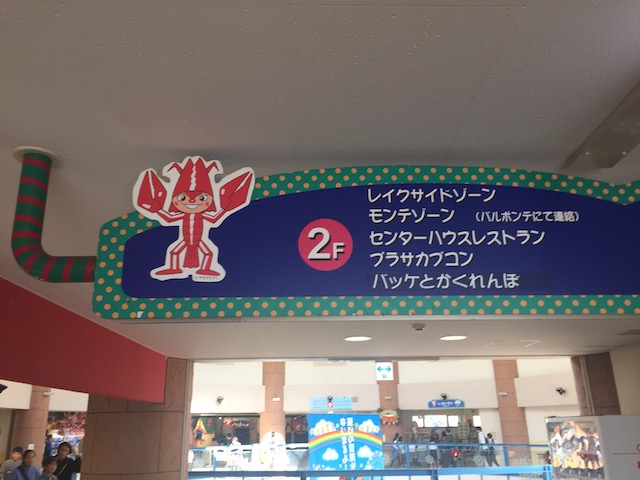 2F
レイクサイドゾーン
モンテゾーン (バルボンテにて連絡)
センターハウスレストラン
プラサカプコン
バッケとかくれんぼ